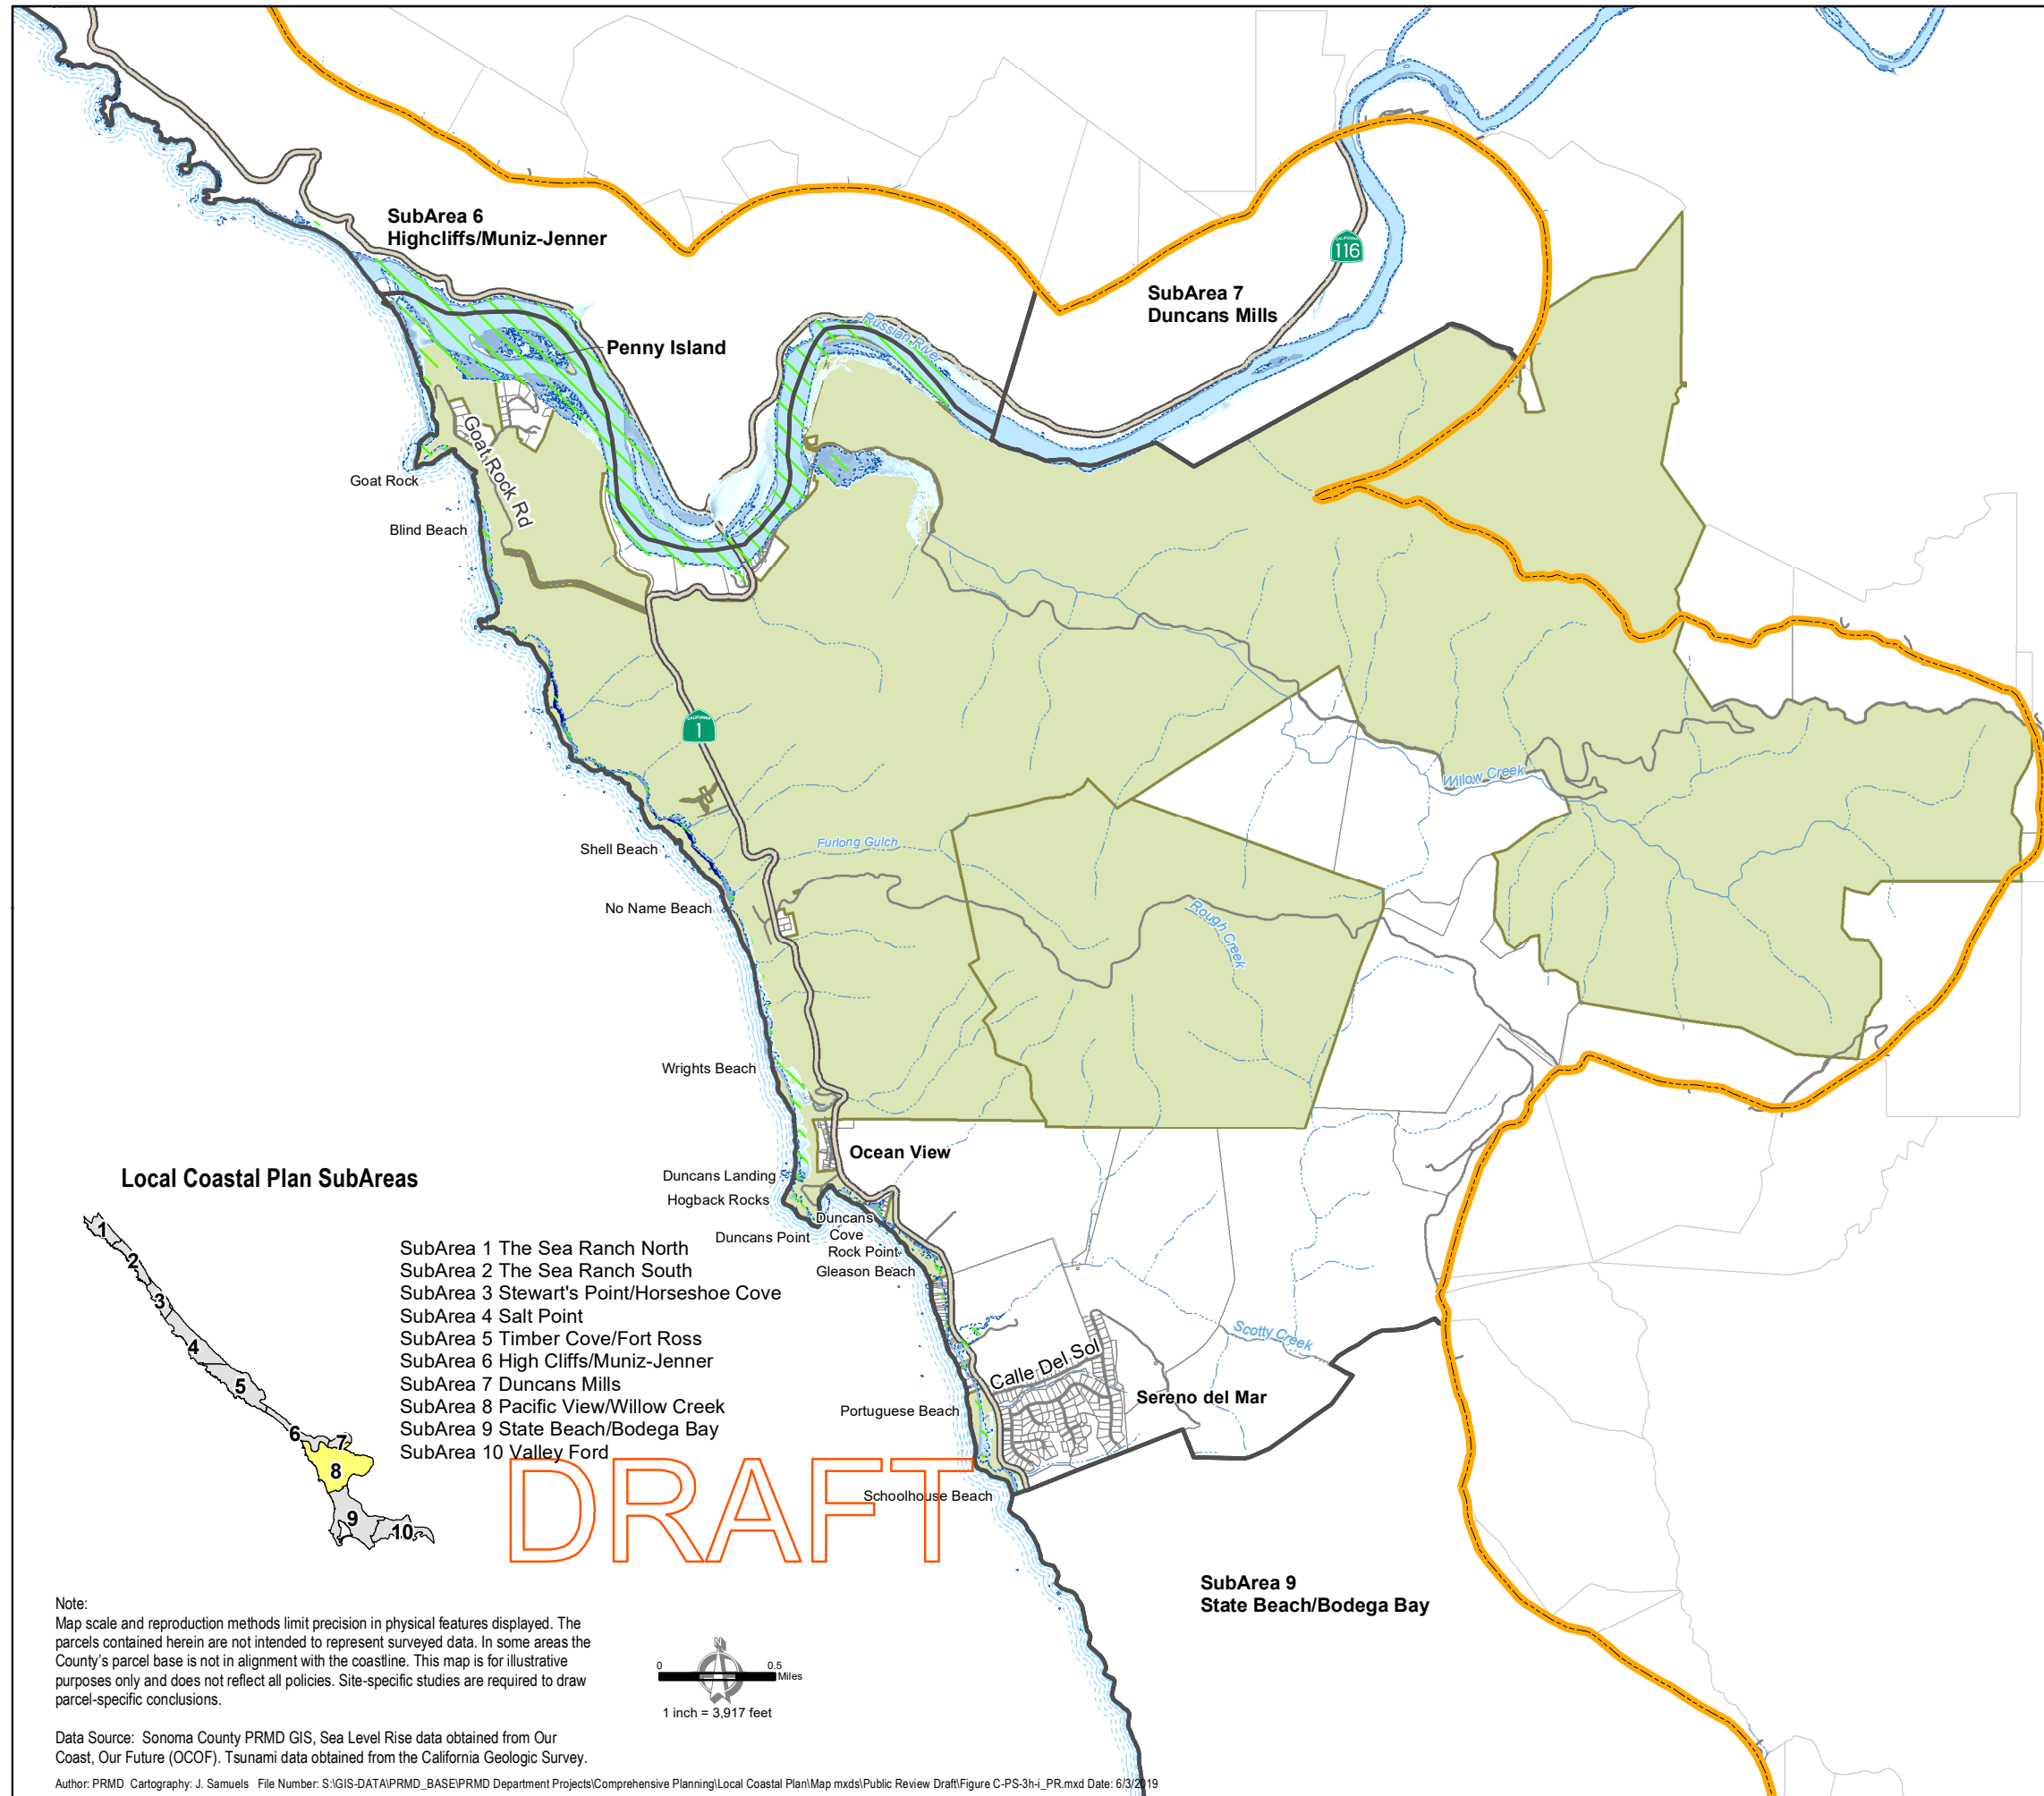 SubArea 6
Highcliffs/Muniz-Jenner
CALIFORNIA
116
SubArea 7
Duncans Mills
Russian River
Penny Island
Goat Rock Rd
Goat Rock
Blind Beach
CALIFORNIA
1
Willow Creek
Shell Beach
Furlong Gulch
No Name Beach
Rough Creek
Wrights Beach
Ocean View
Duncans Landing
Hogback Rocks
Duncans Point
Duncans
Cove
Rock Point
Gleason Beach
Scotty Creek
Calle Del Sol
Sereno del Mar
Portuguese Beach
Schoolhouse Beach
SubArea 9
State Beach/Bodega Bay
Local Coastal Plan SubAreas
1
2
3
4
5
6
7
8
9
10
SubArea 1 The Sea Ranch North
SubArea 2 The Sea Ranch South
SubArea 3 Stewart's Point/Horseshoe Cove
SubArea 4 Salt Point
SubArea 5 Timber Cove/Fort Ross
SubArea 6 High Cliffs/Muniz-Jenner
SubArea 7 Duncans Mills
SubArea 8 Pacific View/Willow Creek
SubArea 9 State Beach/Bodega Bay
SubArea 10 Valley Ford
DRAFT
Note:
Map scale and reproduction methods limit precision in physical features displayed. The
parcels contained herein are not intended to represent surveyed data. In some areas the
County's parcel base is not in alignment with the coastline. This map is for illustrative
purposes only and does not reflect all policies. Site-specific studies are required to draw
parcel-specific conclusions.
N
0 0.5
Miles
1 inch = 3,917 feet
Data Source: Sonoma County PRMD GIS, Sea Level Rise data obtained from Our
Coast, Our Future (OCOF). Tsunami data obtained from the California Geologic Survey.
Author: PRMD Cartography: J. Samuels File Number: S:\GIS-DATA\PRMD_BASE\PRMD Department Projects\Comprehensive Planning\Local Coastal Plan\Map mxds\Public Review Draft\Figure C-PS-3h-i_PR.mxd Date: 6/3/2019